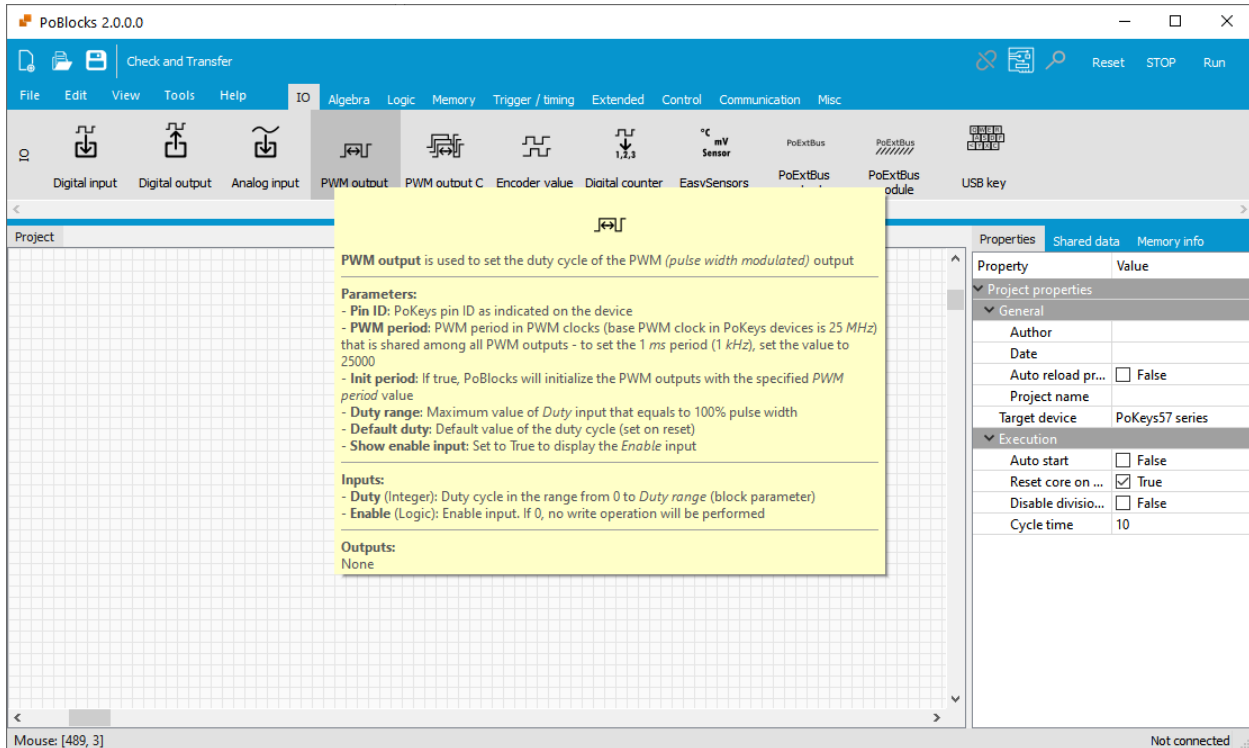 PoBlocks 2.0.0.0
Check and Transfer
Reset STOP Run
File Edit View Tools Help IO Algebra Logic Memory Trigger / timing Extended Control Communication Misc
IO
1,2,3
°C
mV
Sensor
PoExtBus
PoExtBus
Digital input Digital output Analog input PWM output PWM output C Encoder value Digital counter EasySensors PoExtBus PoExtBus USB key
odule
Project
PWM output is used to set the duty cycle of the PWM (pulse width modulated) output
Parameters:
- Pin ID: PoKeys pin ID as indicated on the device
- PWM period: PWM period in PWM clocks (base PWM clock in PoKeys devices is 25 MHz)
that is shared among all PWM outputs - to set the 1 ms period (1 kHz), set the value to
25000
- Init period: If true, PoBlocks will initialize the PWM outputs with the specified PWM
period value
- Duty range: Maximum value of Duty input that equals to 100% pulse width
- Default duty: Default value of the duty cycle (set on reset)
- Show enable input: Set to True to display the Enable input
Inputs:
- Duty (Integer): Duty cycle in the range from 0 to Duty range (block parameter)
- Enable (Logic): Enable input. If 0, no write operation will be performed
Outputs:
None
Properties Shared data Memory info
Property Value
Project properties
General
Author
Date
Auto reload pr... False
Project name
Target device PoKeys57 series
Execution
Auto start False
Reset core on ... True
Disable divisio... False
Cycle time 10
Mouse: [489, 3]
Not connected